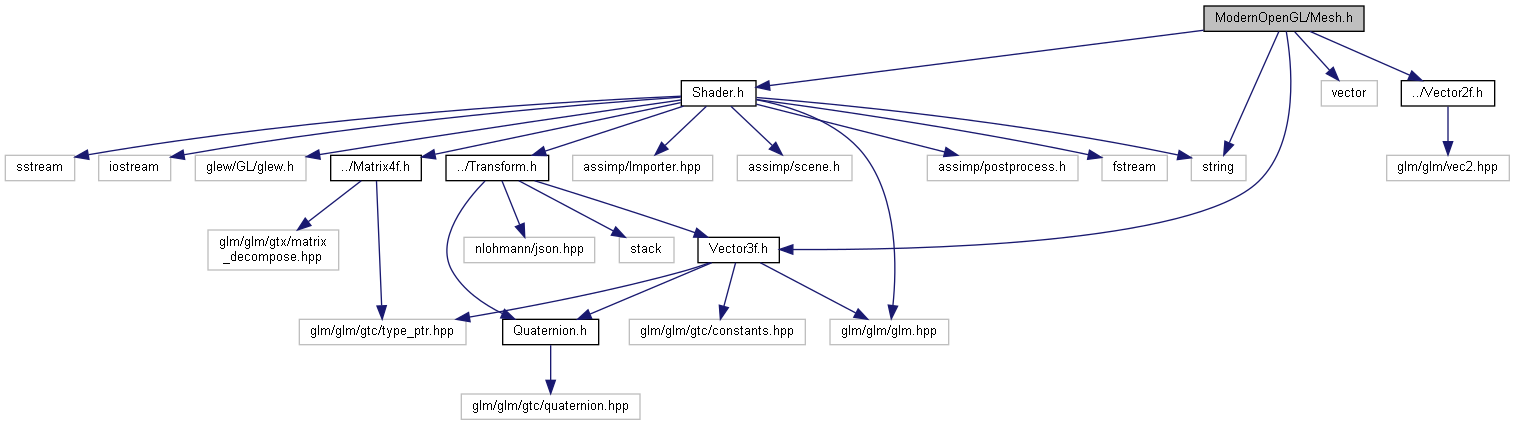 ModernOpenGL/Mesh.h
Shader.h
vector
../Vector2f.h
sstream
iostream
glew/GL/glew.h
../Matrix4f.h
../Transform.h
assimp/Importer.hpp
assimp/scene.h
assimp/postprocess.h
fstream
string
glm/glm/vec2.hpp
glm/glm/gtx/matrix
_decompose.hpp
nlohmann/json.hpp
stack
Vector3f.h
glm/glm/gtc/type_ptr.hpp
Quaternion.h
glm/glm/gtc/constants.hpp
glm/glm/glm.hpp
glm/glm/gtc/quaternion.hpp